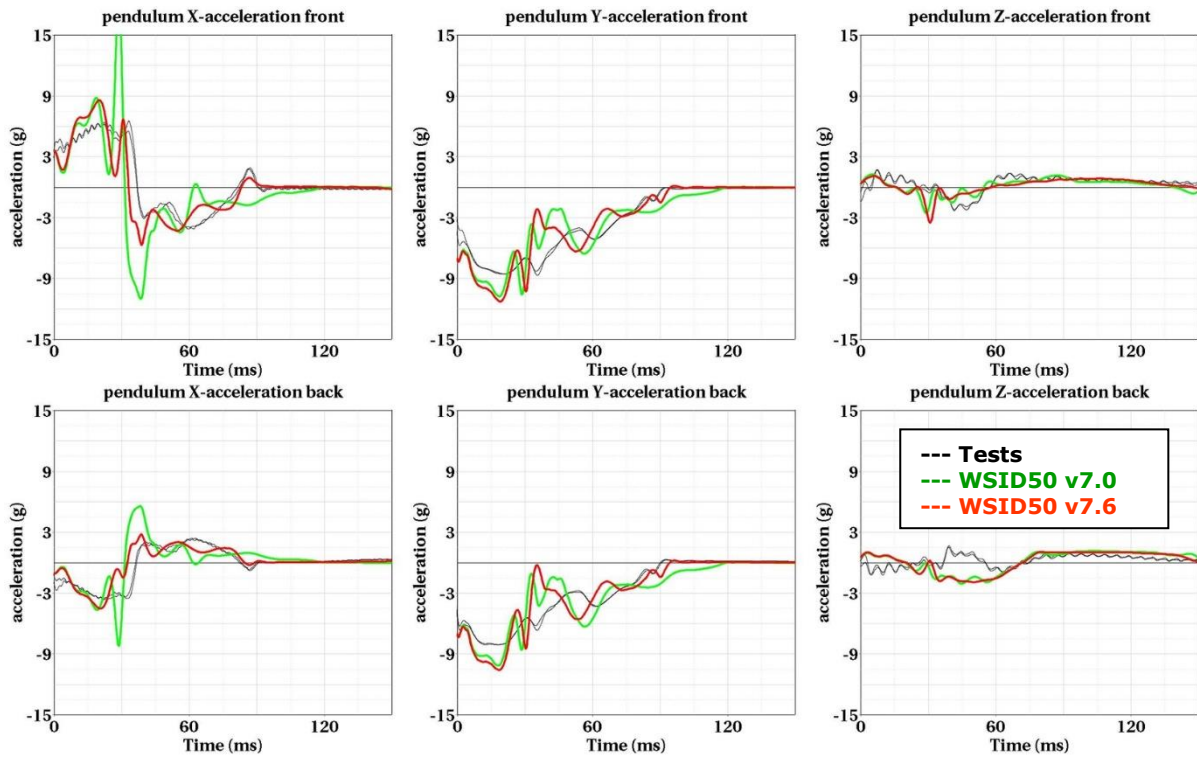 pendulum X-acceleration front
pendulum Y-acceleration front
pendulum Z-acceleration front
15
9
3
-3
-9
-15
acceleration (g)
0
60
120
Time (ms)
15
9
3
-3
-9
-15
acceleration (g)
0
60
120
Time (ms)
15
9
3
-3
-9
-15
acceleration (g)
0
60
120
Time (ms)
pendulum X-acceleration back
pendulum Y-acceleration back
pendulum Z-acceleration back
15
9
3
-3
-9
-15
acceleration (g)
0
60
120
Time (ms)
15
9
3
-3
-9
-15
acceleration (g)
0
60
120
Time (ms)
15
9
3
-3
-9
-15
acceleration (g)
0
60
120
Time (ms)
--- Tests
--- WSID50 v7.0
--- WSID50 v7.6